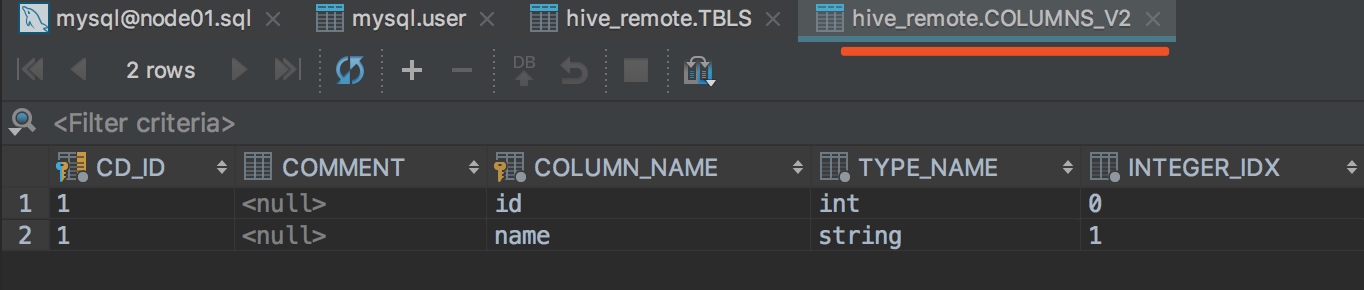 mysql@node01.sql mysql.user hive_remote.TBLS hive_remote.COLUMNS_V2
2 rows DB
<Filter criteria>
CD_ID COMMENT COLUMN_NAME TYPE_NAME INTEGER_IDX
1 1 <null> id int 0
2 1 <null> name string 1